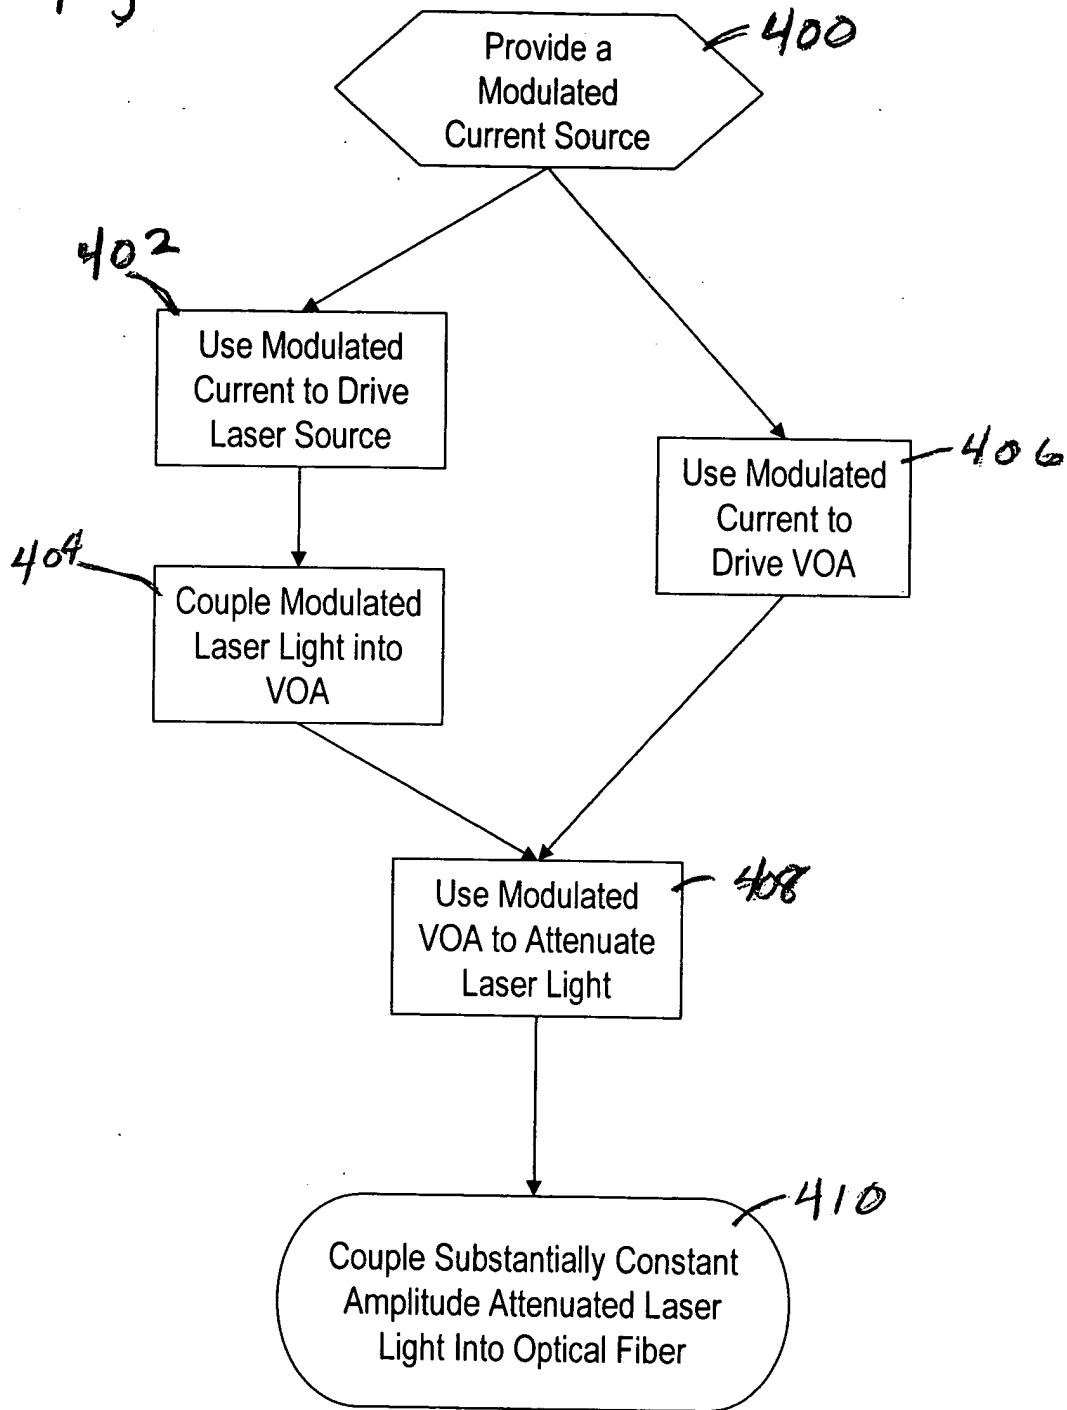 Provide a
Modulated
Current Source
400
402
Use Modulated
Current to Drive
Laser Source
406
Use Modulated
Current to
Drive VOA
404
Couple Modulated
Laser Light into
VOA
408
Use Modulated
VOA to Attenuate
Laser Light
410
Couple Substantially Constant
Amplitude Attenuated Laser
Light Into Optical Fiber